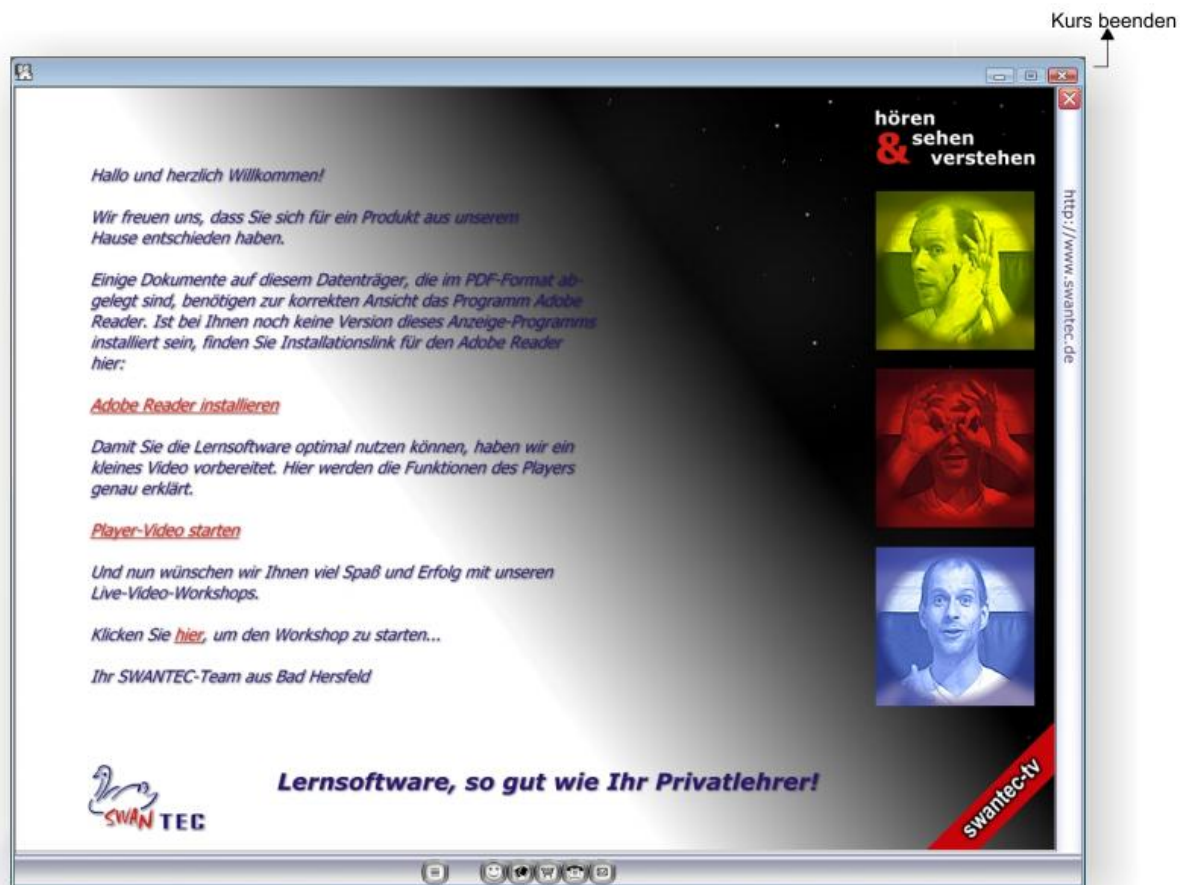 Kurs beenden
hören
& sehen
verstehen
http://www.swantec.de
Hallo und herzlich Willkommen!
Wir freuen uns, dass Sie sich für ein Produkt aus unserem
Hause entschieden haben.
Einige Dokumente auf diesem Datenträger, die im PDF-Format ab-
gelegt sind, benötigen zur korrekten Ansicht das Programm Adobe
Reader. Ist bei Ihnen noch keine Version dieses Anzeige-Programms
installiert sein, finden Sie Installationslink für den Adobe Reader
hier:
Adobe Reader installieren
Damit Sie die Lernsoftware optimal nutzen können, haben wir ein
kleines Video vorbereitet. Hier werden die Funktionen des Players
genau erklärt.
Player-Video starten
Und nun wünschen wir Ihnen viel Spaß und Erfolg mit unseren
Live-Video-Workshops.
Klicken Sie hier, um den Workshop zu starten...
Ihr SWANTEC-Team aus Bad Hersfeld
SWANTEC
Lernsoftware, so gut wie Ihr Privatlehrer!
swantec-tv